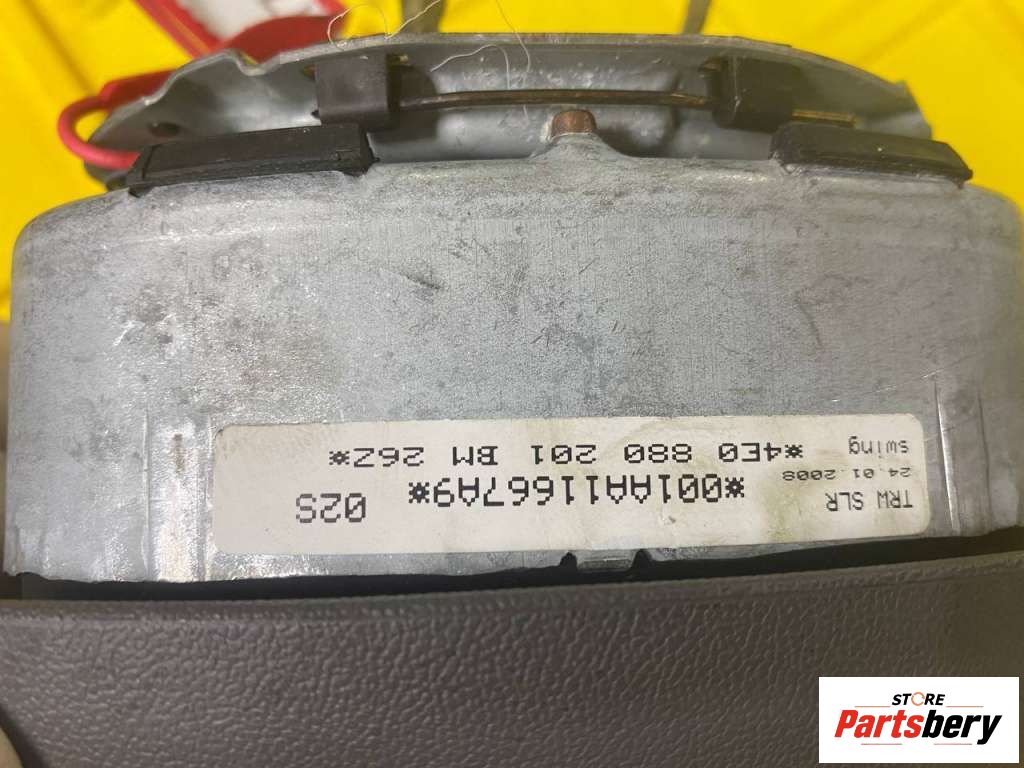 TRW SLR
24.01.2008
swing
*001AA11667A9*
02S
*4E0 880 201 BM 26Z*
STORE
Partsbery